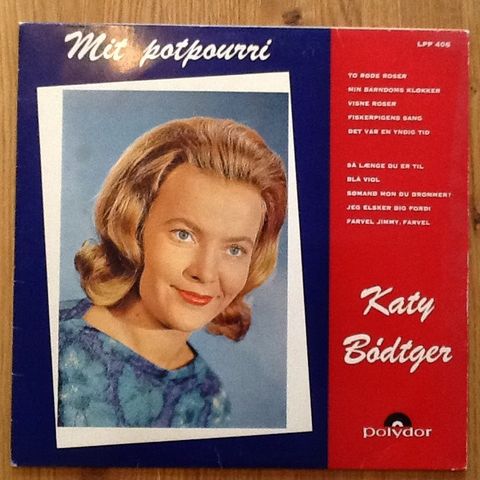 Mit potpourri
LPP 406
TO RØDE ROSER
MIN BARNDOMS KLOKKER
VISNE ROSER
FISKERPIGENS SANG
DET VAR EN YNDIG TID
SÅ LÆNGE DU ER TIL
BLÅ VIOL
SØMAND MON DU DRØMMER?
JEG ELSKER DIG FORDI
FARVEL JIMMY, FARVEL
Katy
Bödtger
polydor